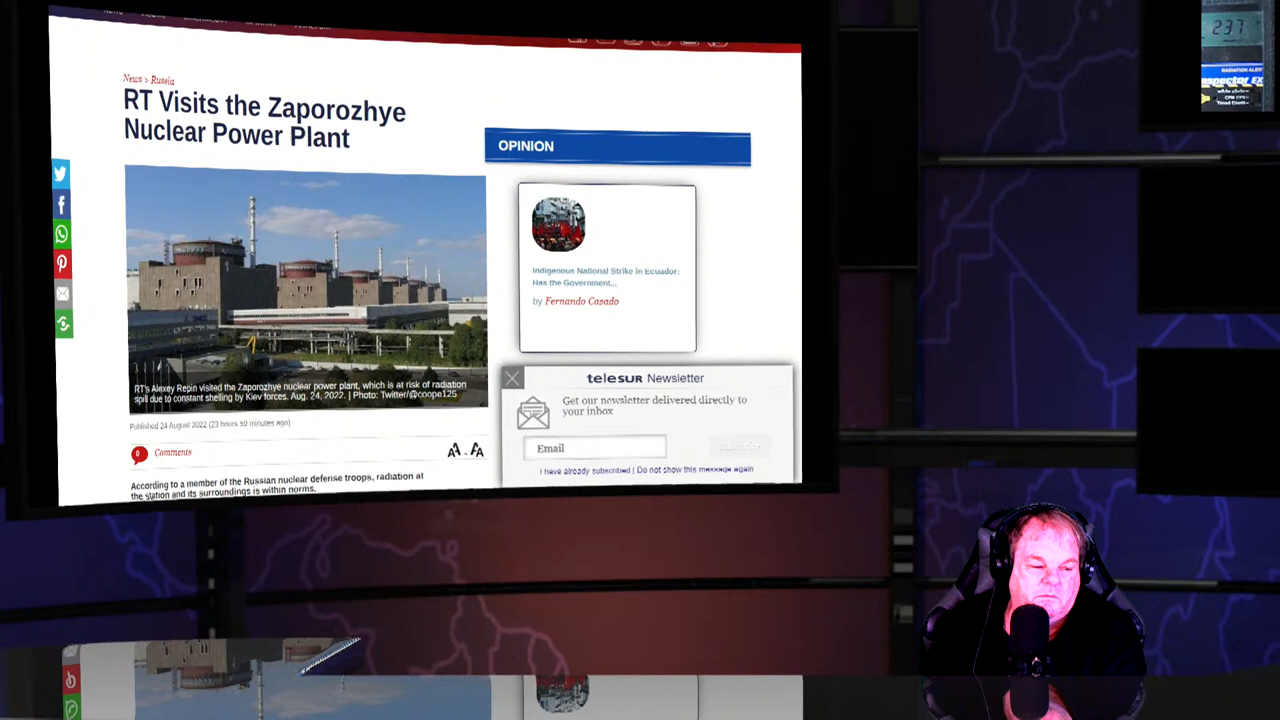 News > Russia
RT Visits the Zaporozhye
Nuclear Power Plant
RT's Alexey Repin visited the Zaporozhye nuclear power plant, which is at risk of radiation
spill due to constant shelling by Kiev forces. Aug. 24, 2022. | Photo: Twitter/@coope125
Published 24 August 2022 (23 hours 59 minutes ago)
0 Comments
A A
According to a member of the Russian nuclear defense troops, radiation at
the station and its surroundings is within norms.
OPINION
Indigenous National Strike in Ecuador:
Has the Government...
by Fernando Casado
telesur Newsletter
Get our newsletter delivered directly to
your inbox
Email
I have already subscribed | Do not show this message again
237
RADIATION ALERT